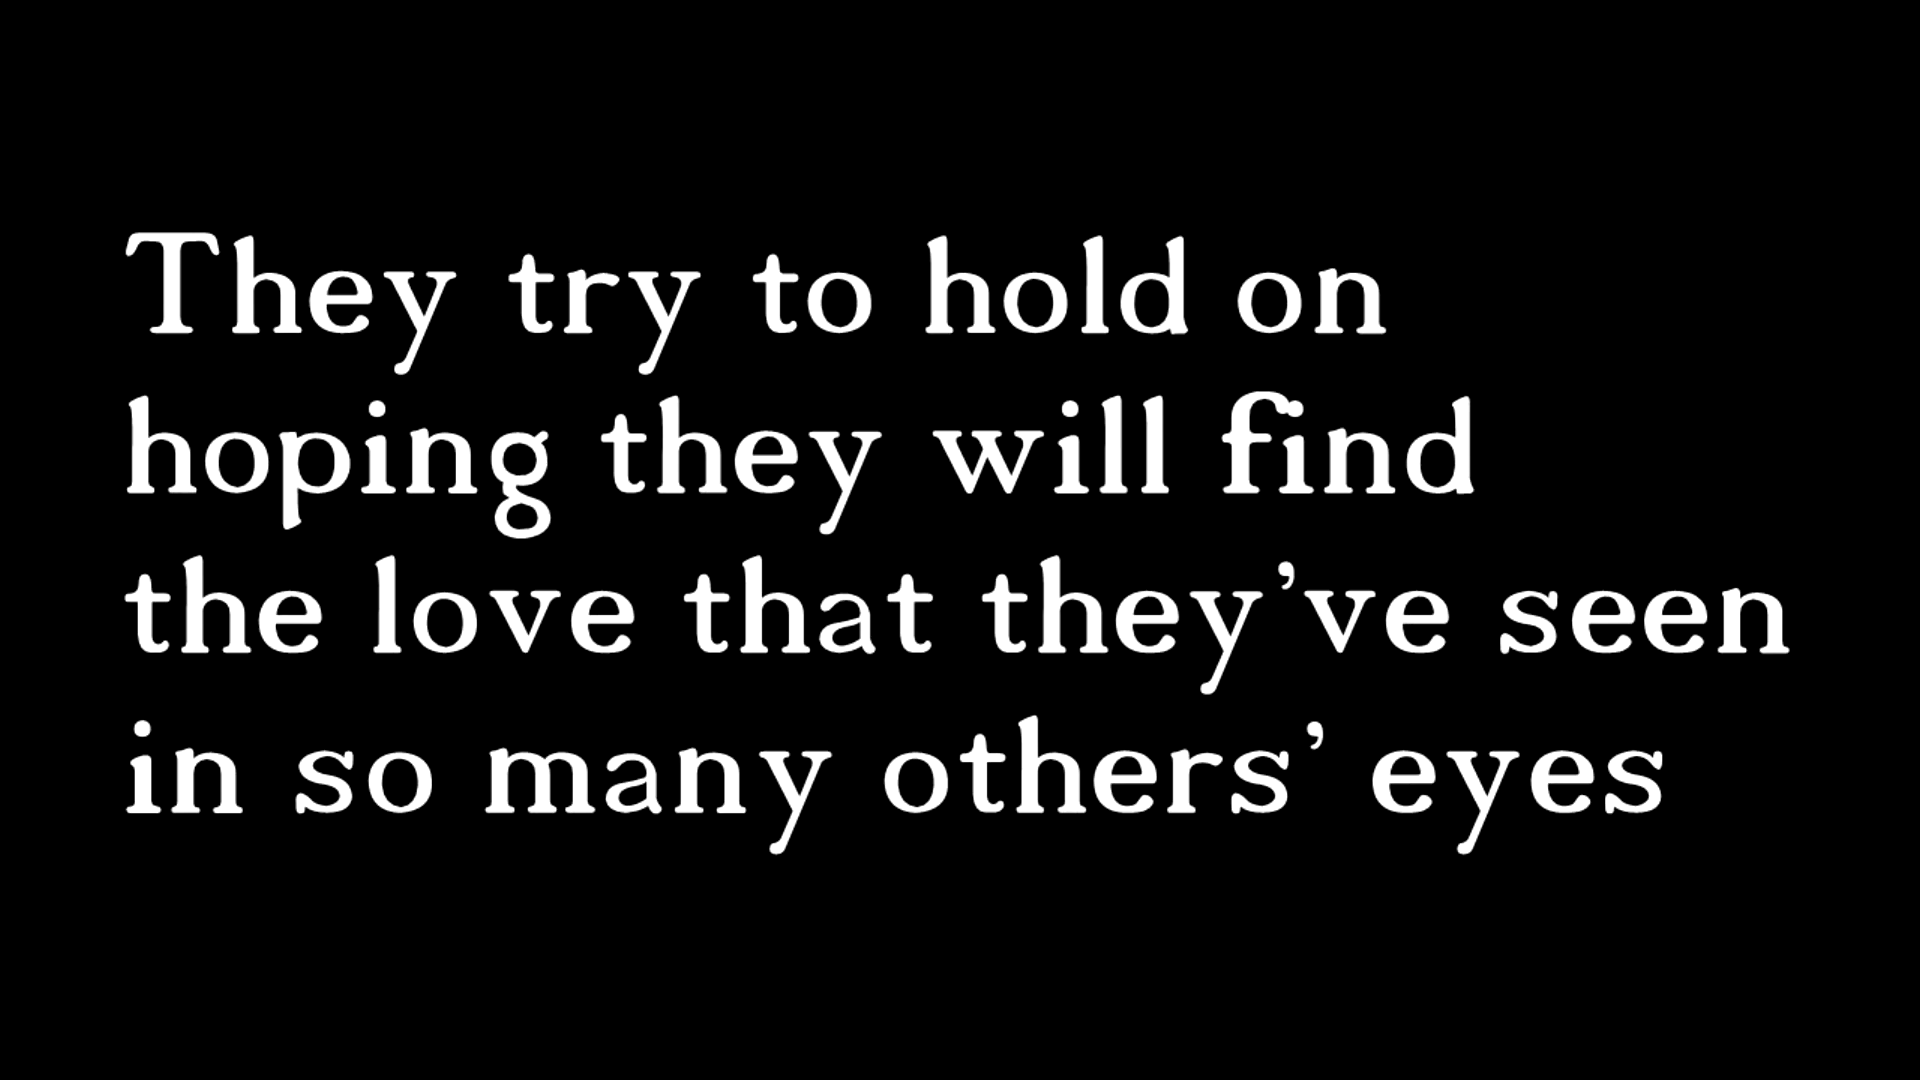 They try to hold on
hoping they will find
the love that they’ve seen
in so many others’ eyes